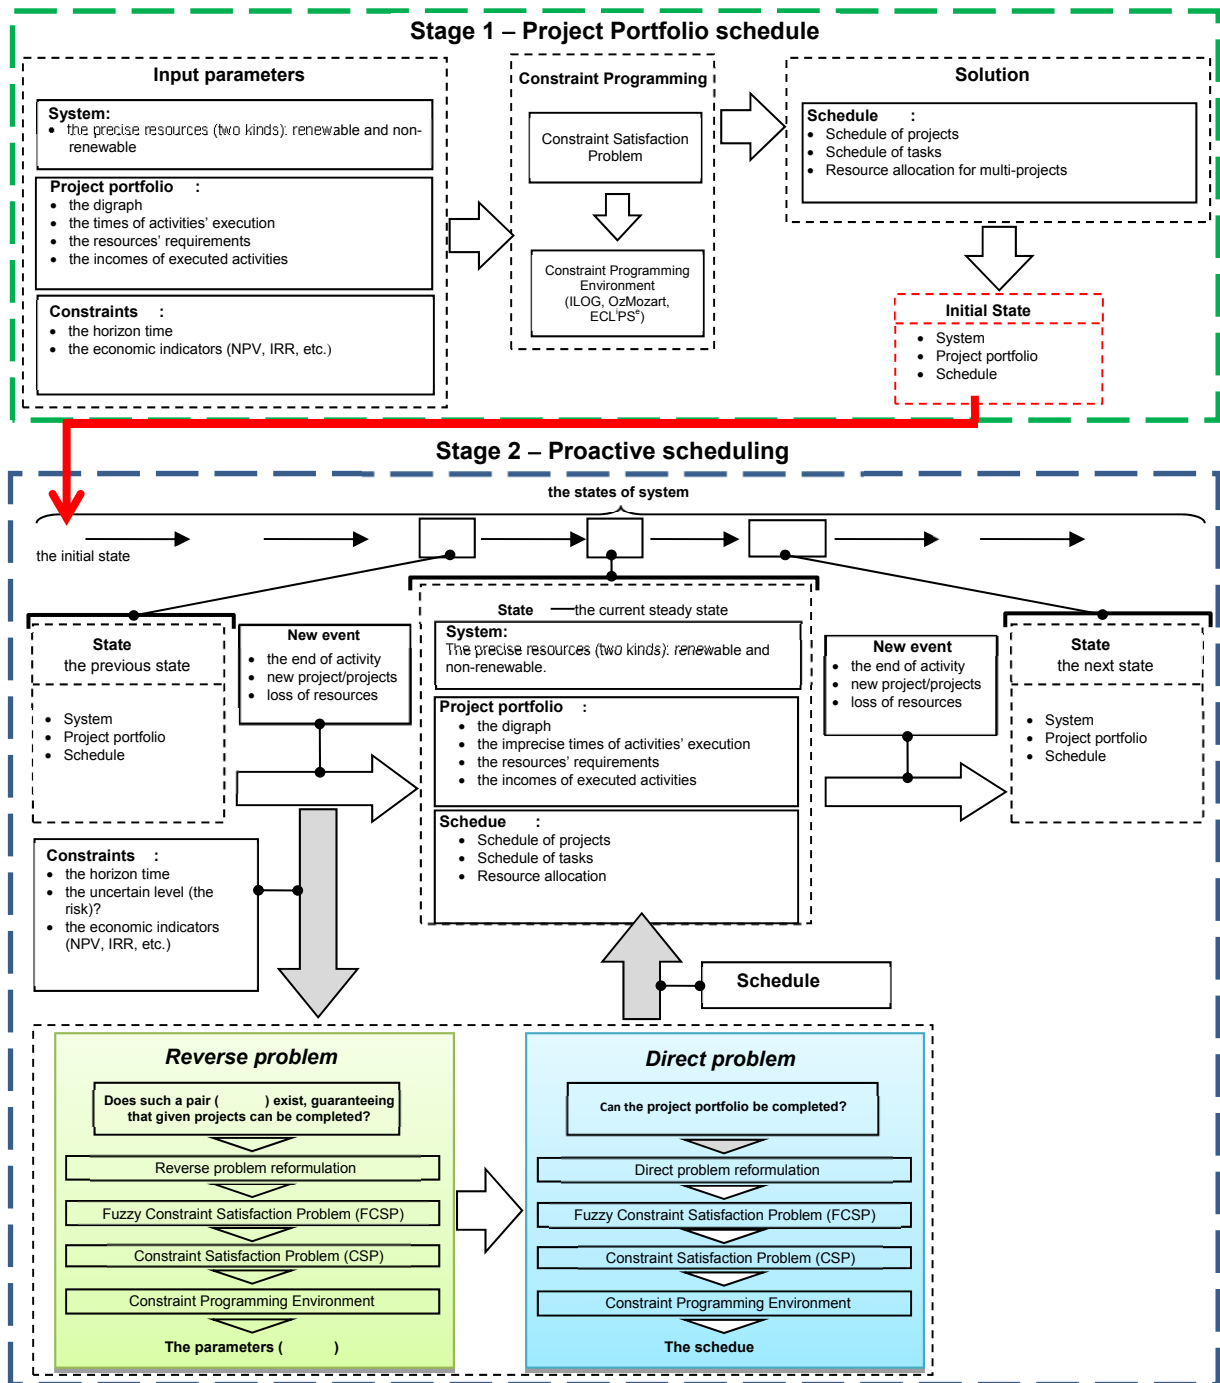 Stage 1 – Project Portfolio schedule
Input parameters
System:
• the precise resources (two kinds): renewable and non-
renewable
Project portfolio :
• the digraph
• the times of activities’ execution
• the resources’ requirements
• the incomes of executed activities
Constraints :
• the horizon time
• the economic indicators (NPV, IRR, etc.)
Constraint Programming
Constraint Satisfaction
Problem
Constraint Programming
Environment
(ILOG, OzMozart,
ECLiPSe)
Solution
Schedule :
• Schedule of projects
• Schedule of tasks
• Resource allocation for multi-projects
Initial State
• System
• Project portfolio
• Schedule
Stage 2 – Proactive scheduling
the states of system
the initial state
State
the previous state
• System
• Project portfolio
• Schedule
New event
• the end of activity
• new project/projects
• loss of resources
State —the current steady state
System:
The precise resources (two kinds): renewable and
non-renewable.
Project portfolio :
• the digraph
• the imprecise times of activities’ execution
• the resources’ requirements
• the incomes of executed activities
Schedue :
• Schedule of projects
• Schedule of tasks
• Resource allocation
New event
• the end of activity
• new project/projects
• loss of resources
State
the next state
• System
• Project portfolio
• Schedule
Constraints :
• the horizon time
• the uncertain level (the
risk)?
• the economic indicators
(NPV, IRR, etc.)
Schedule
Reverse problem
Does such a pair ( ) exist, guaranteeing
that given projects can be completed?
Reverse problem reformulation
Fuzzy Constraint Satisfaction Problem (FCSP)
Constraint Satisfaction Problem (CSP)
Constraint Programming Environment
The parameters ( )
Direct problem
Can the project portfolio be completed?
Direct problem reformulation
Fuzzy Constraint Satisfaction Problem (FCSP)
Constraint Satisfaction Problem (CSP)
Constraint Programming Environment
The schedue